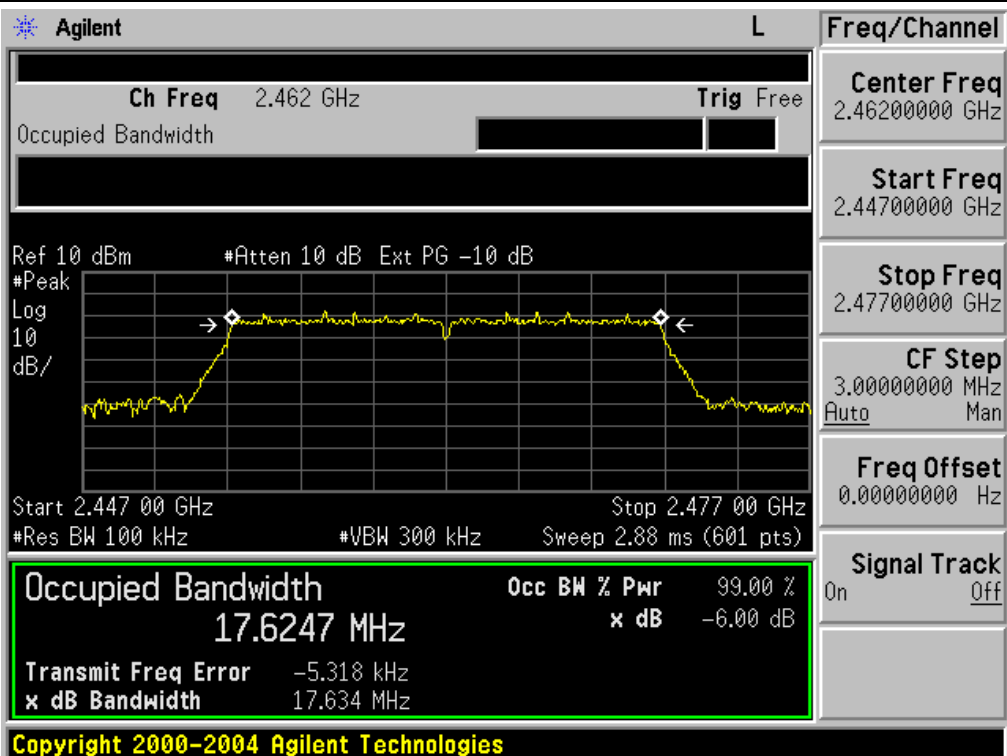 Agilent L Freq/Channel
Ch Freq 2.462 GHz Trig Free
Occupied Bandwidth
Center Freq
2.46200000 GHz
Start Freq
2.44700000 GHz
Stop Freq
2.47700000 GHz
CF Step
3.00000000 MHz
Auto Man
Freq Offset
0.00000000 Hz
Signal Track
On Off
Ref 10 dBm #Atten 10 dB Ext PG -10 dB
#Peak
Log
10
dB/
Start 2.447 00 GHz Stop 2.477 00 GHz
#Res BW 100 kHz #VBW 300 kHz Sweep 2.88 ms (601 pts)
Occupied Bandwidth Occ BW % Pwr 99.00 %
17.6247 MHz x dB -6.00 dB
Transmit Freq Error -5.318 kHz
x dB Bandwidth 17.634 MHz
Copyright 2000-2004 Agilent Technologies